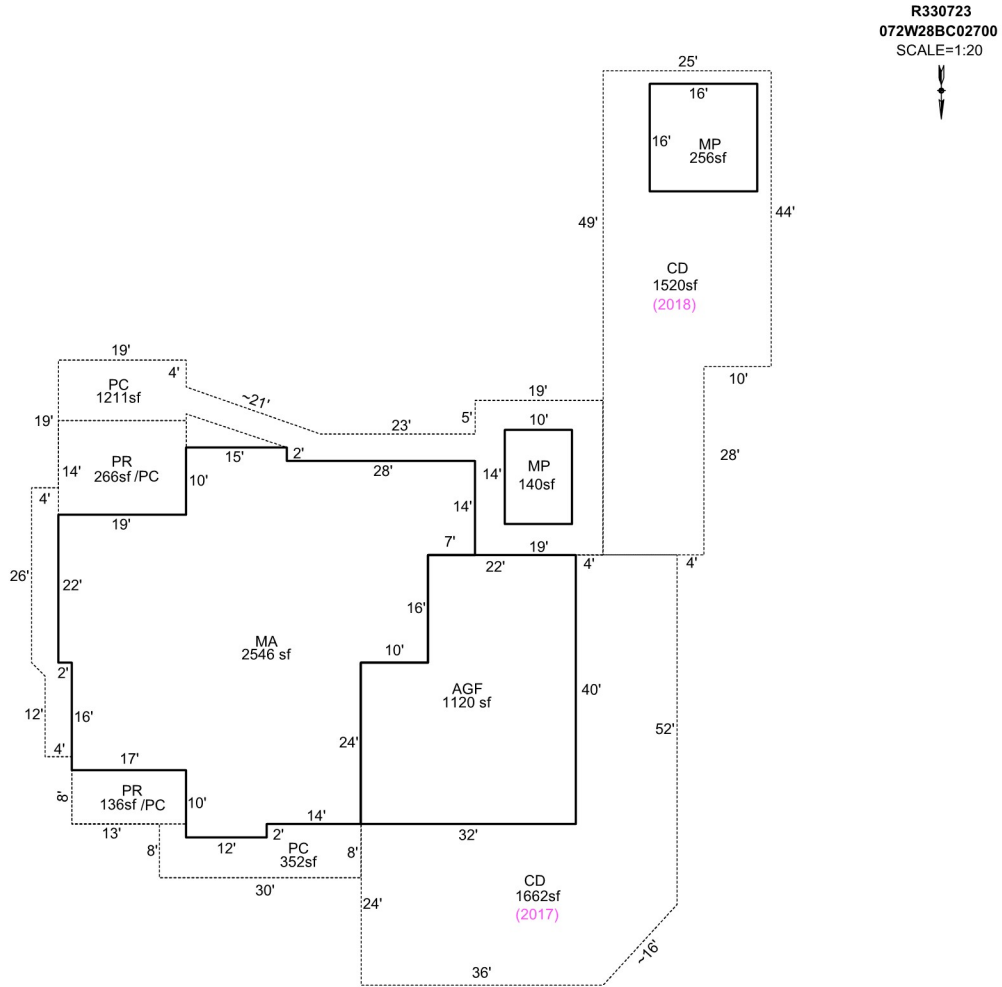 R330723
072W28BC02700
SCALE=1:20
25'
16'
16'
MP
256sf
49'
44'
CD
1520sf
(2018)
19'
4'
PC
1211sf
~21'
19'
10'
28'
19'
5'
23'
10'
15'
2'
28'
PR
266sf /PC
14'
10'
14'
MP
140sf
4'
19'
14'
7'
19'
22'
4'
4'
26'
22'
16'
MA
2546 sf
10'
2'
AGF
1120 sf
40'
12'
16'
52'
4'
17'
24'
8'
PR
136sf /PC
10'
13'
14'
32'
8'
12'
2'
PC
352sf
8'
30'
24'
CD
1662sf
(2017)
~16'
36'